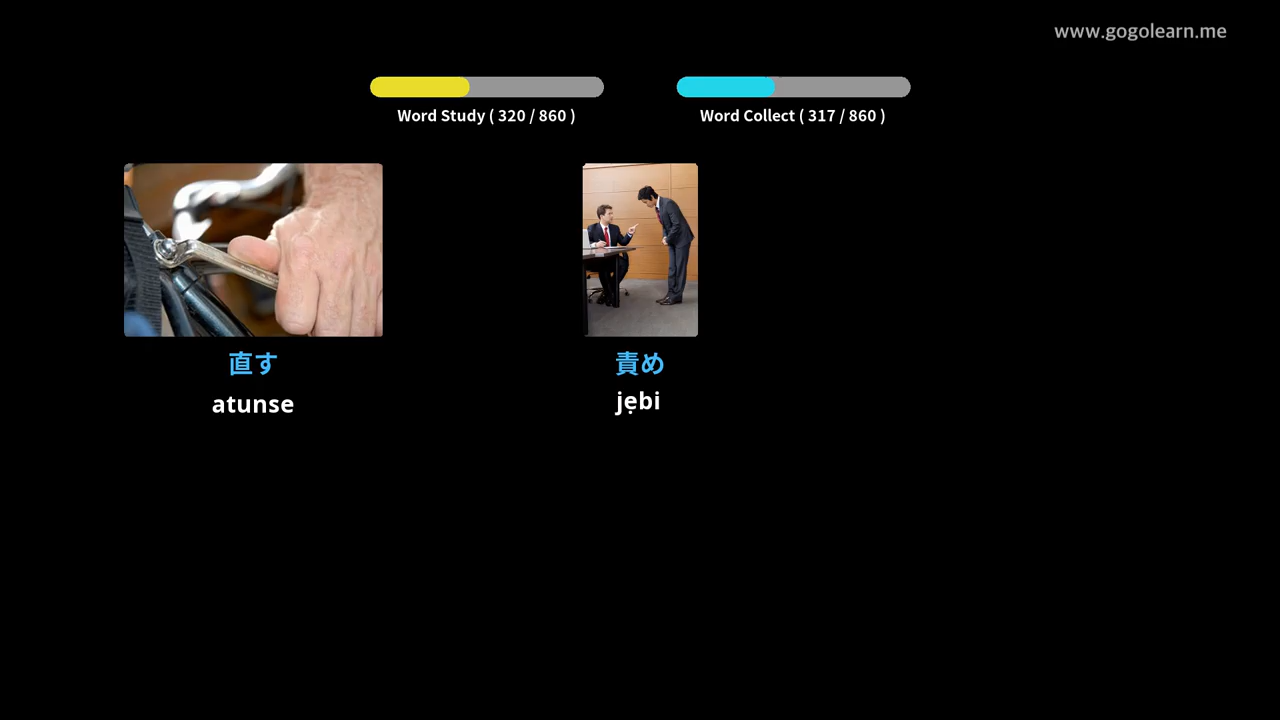 www.gogolearn.me
Word Study ( 320 / 860 )
Word Collect ( 317 / 860 )
直す
atunse
責め
jẹbi